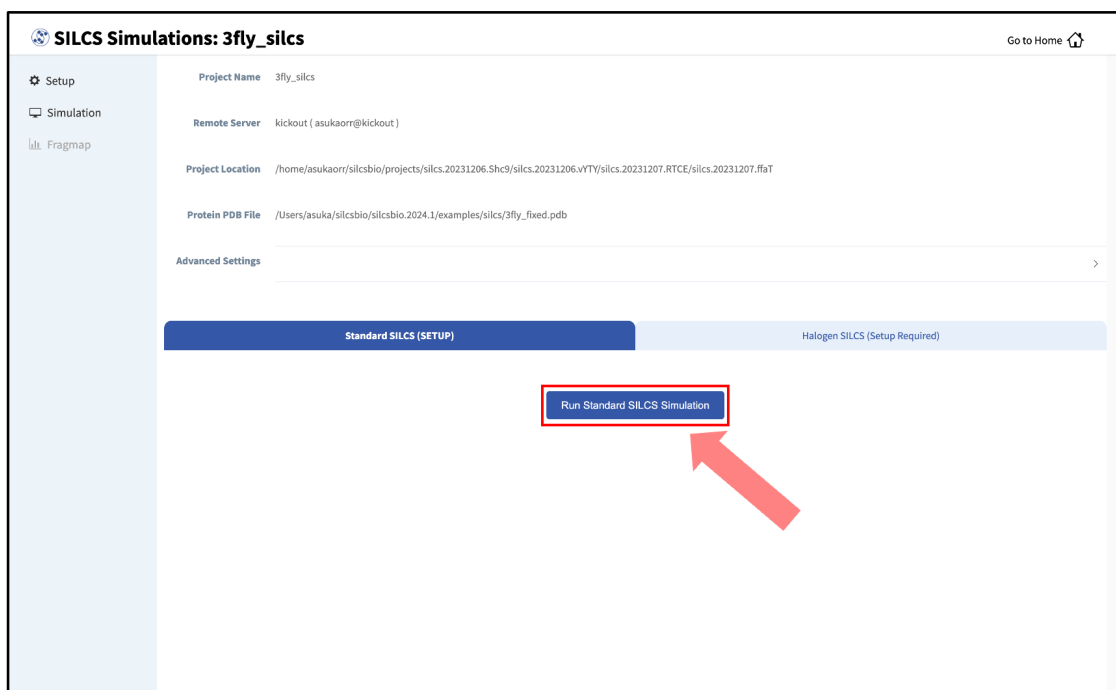 SILCS Simulations: 3fly_silcs
Go to Home
Setup
Simulation
Fragmap
Project Name 3fly_silcs
Remote Server kickout ( asukaorr@kickout )
Project Location /home/asukaorr/silcsbio/projects/silcs.20231206.Shc9/silcs.20231206.vYTY/silcs.20231207.RTCE/silcs.20231207.ffaT
Protein PDB File /Users/asuka/silcsbio/silcsbio.2024.1/examples/silcs/3fly_fixed.pdb
Advanced Settings
Standard SILCS (SETUP) Halogen SILCS (Setup Required)
Run Standard SILCS Simulation